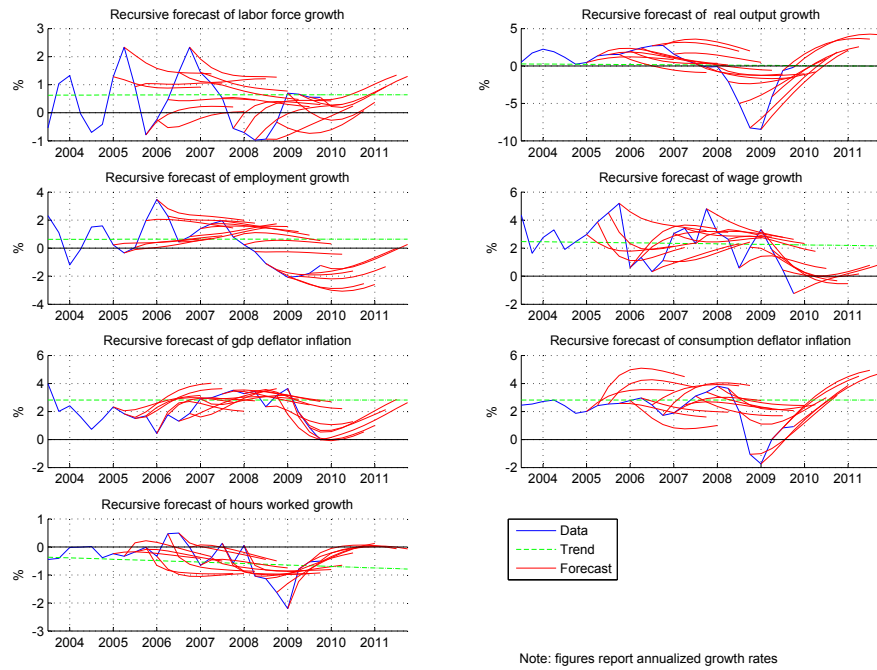 Recursive forecast of labor force growth
3
2
1
0
-1
%
2004 2005 2006 2007 2008 2009 2010 2011
Recursive forecast of real output growth
5
0
-5
-10
%
2004 2005 2006 2007 2008 2009 2010 2011
Recursive forecast of employment growth
4
2
0
-2
-4
%
2004 2005 2006 2007 2008 2009 2010 2011
Recursive forecast of wage growth
6
4
2
0
-2
%
2004 2005 2006 2007 2008 2009 2010 2011
Recursive forecast of gdp deflator inflation
6
4
2
0
-2
%
2004 2005 2006 2007 2008 2009 2010 2011
Recursive forecast of consumption deflator inflation
6
4
2
0
-2
%
2004 2005 2006 2007 2008 2009 2010 2011
Recursive forecast of hours worked growth
1
0
-1
-2
-3
%
2004 2005 2006 2007 2008 2009 2010 2011
Data
Trend
Forecast
Note: figures report annualized growth rates